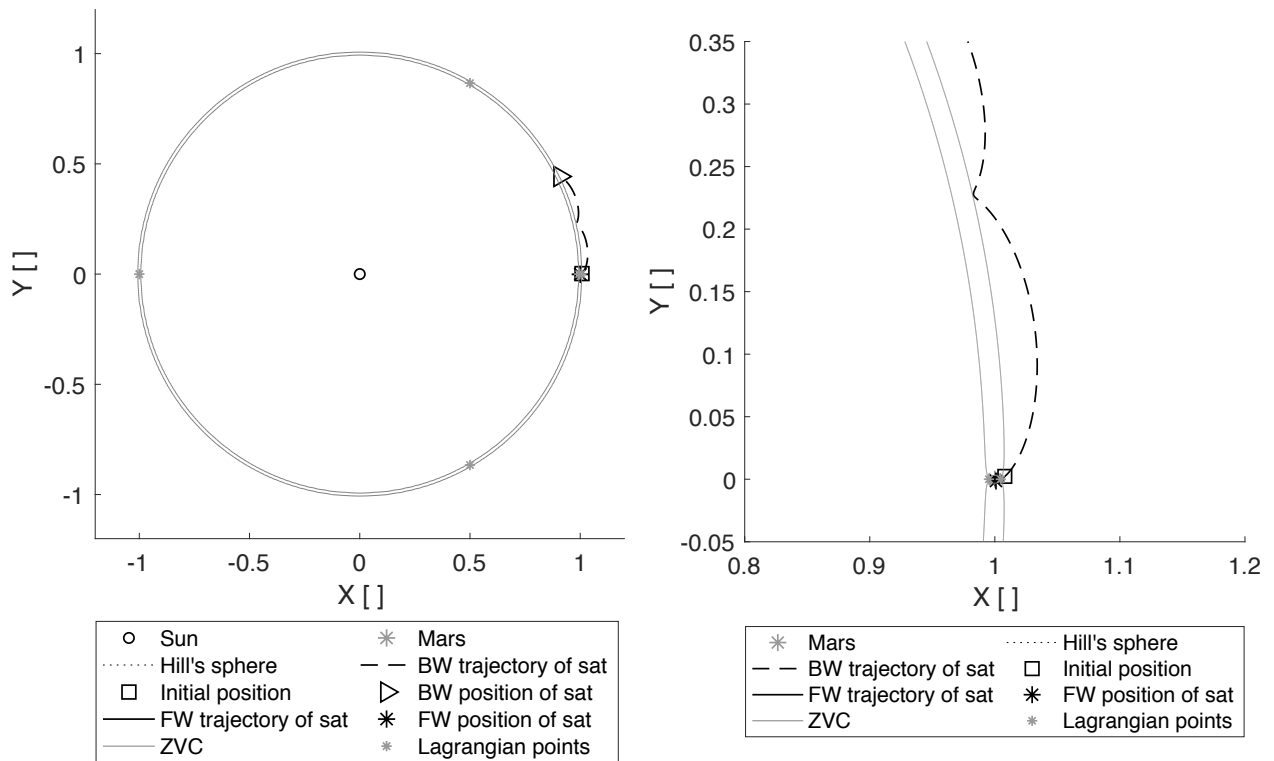 1
0.5
0
-0.5
-1
Y [ ]
-1
-0.5
0
0.5
1
X [ ]
Sun
Mars
Hill's sphere
BW trajectory of sat
Initial position
BW position of sat
FW trajectory of sat
FW position of sat
ZVC
Lagrangian points
0.35
0.3
0.25
0.2
0.15
0.1
0.05
0
-0.05
Y [ ]
0.8
0.9
1
1.1
1.2
X [ ]
Mars
Hill's sphere
BW trajectory of sat
Initial position
FW trajectory of sat
FW position of sat
ZVC
Lagrangian points